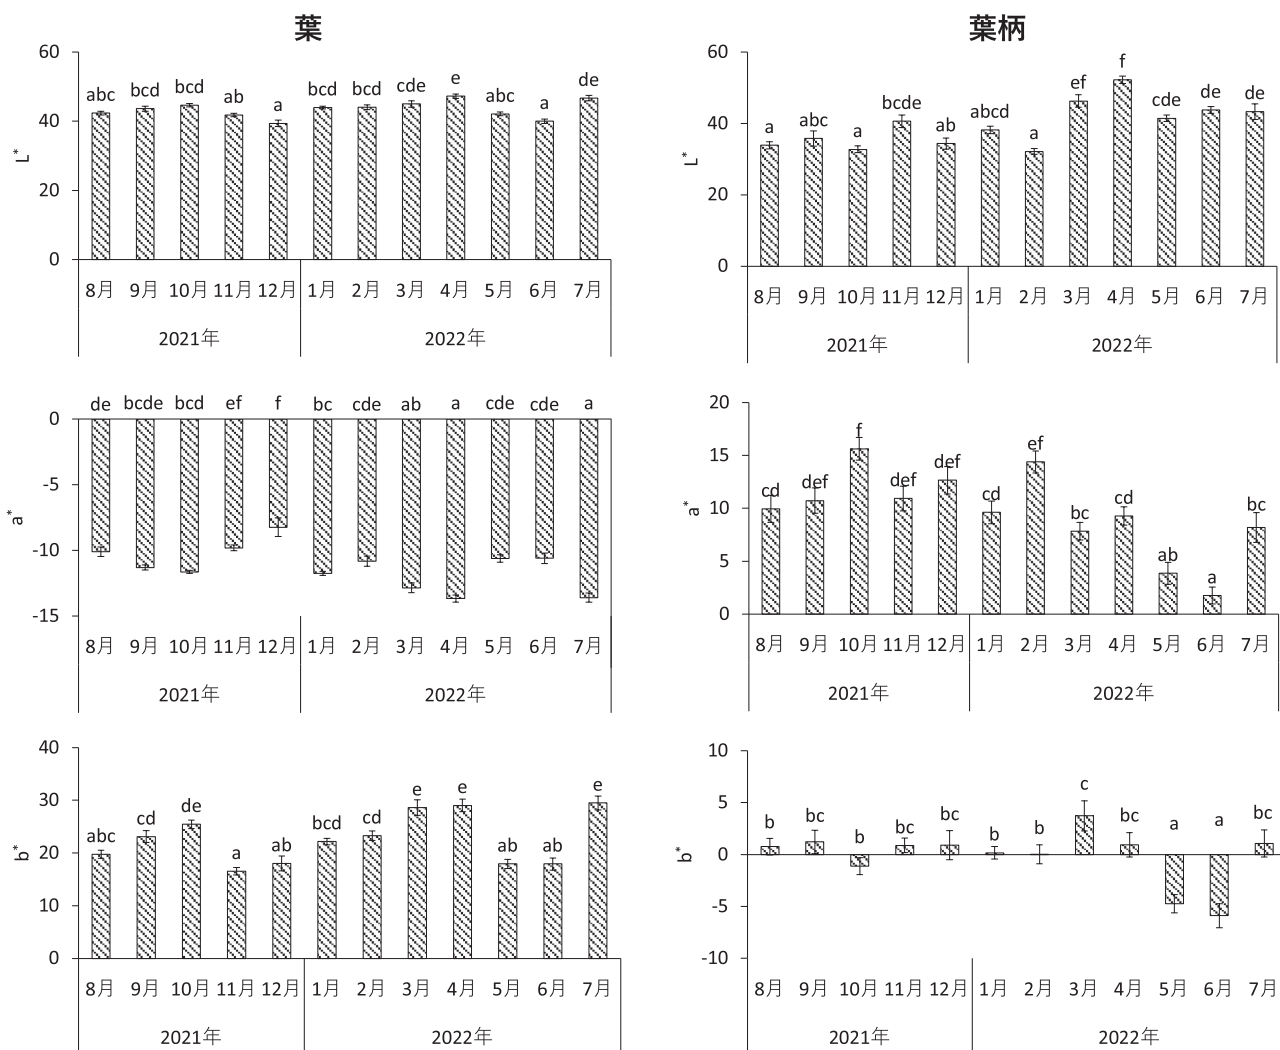 葉 葉柄
60
40
20
0
L*
abc bcd bcd ab a bcd bcd cde e abc a de
8月 9月 10月 11月 12月 1月 2月 3月 4月 5月 6月 7月
2021年 2022年
60
40
20
0
L*
a abc a bcde ab abcd a ef f cde de de
8月 9月 10月 11月 12月 1月 2月 3月 4月 5月 6月 7月
2021年 2022年
0
-5
-10
-15
a*
de bcde bcd ef f bc cde ab a cde cde a
8月 9月 10月 11月 12月 1月 2月 3月 4月 5月 6月 7月
2021年 2022年
20
15
10
5
0
a*
cd def f def def cd ef bc cd ab a bc
8月 9月 10月 11月 12月 1月 2月 3月 4月 5月 6月 7月
2021年 2022年
40
30
20
10
0
b*
abc cd de a ab bcd cd e e ab ab e
8月 9月 10月 11月 12月 1月 2月 3月 4月 5月 6月 7月
2021年 2022年
10
5
0
-5
-10
b*
b bc b bc bc b b c bc a a bc
8月 9月 10月 11月 12月 1月 2月 3月 4月 5月 6月 7月
2021年 2022年